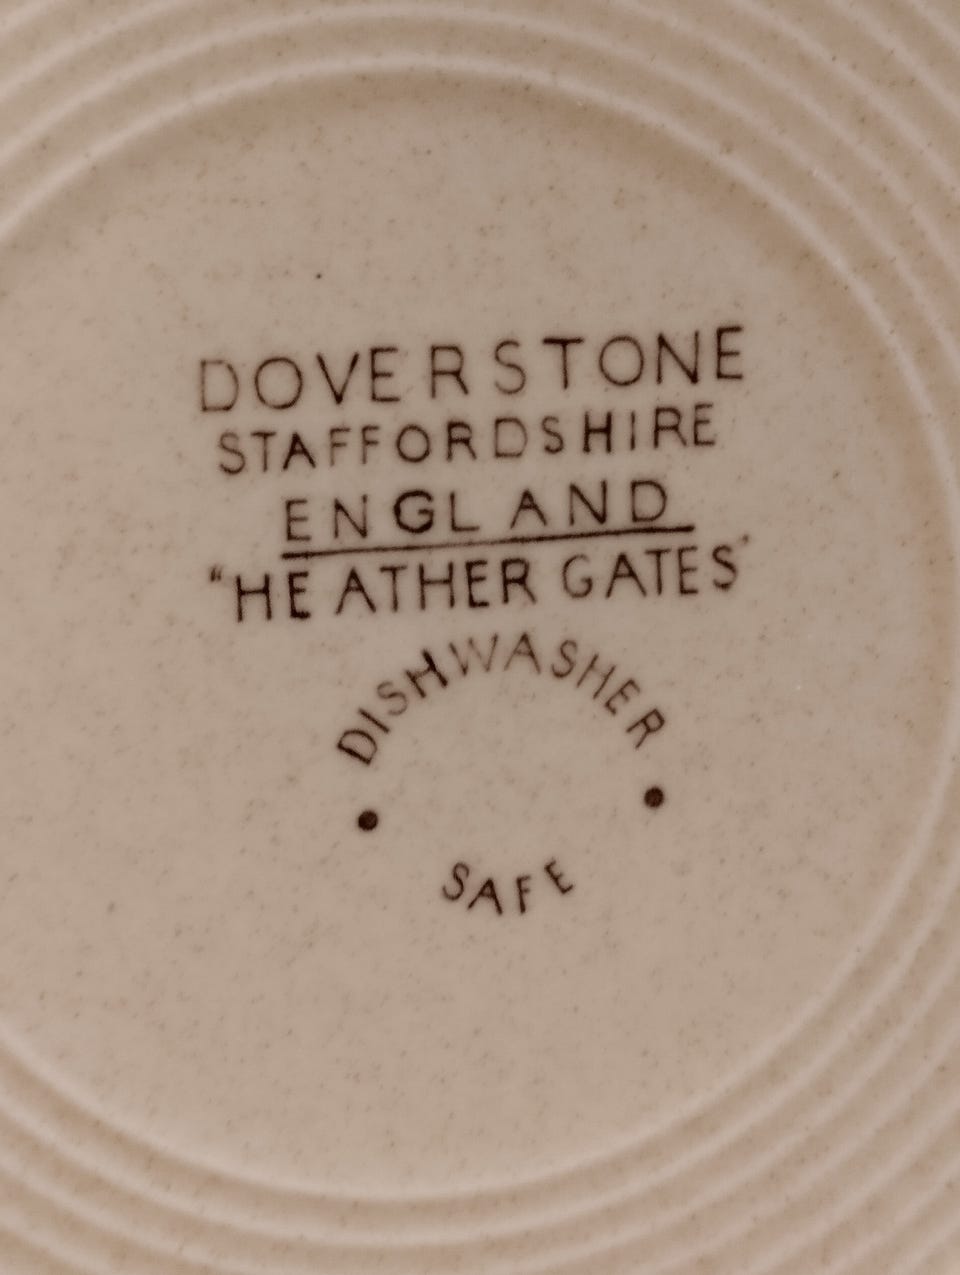 DOVERSTONE
STAFFORDSHIRE
ENGLAND
"HEATHER GATES"
DISHWASHER
SAFE